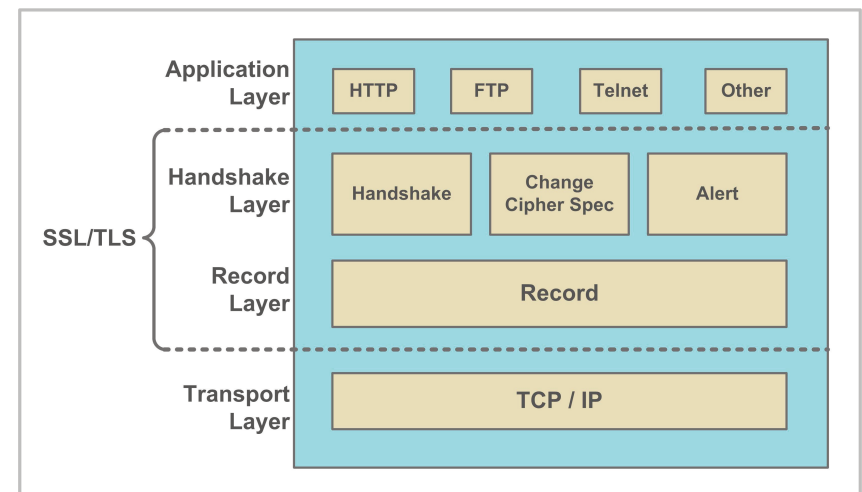 Application
Layer
HTTP
FTP
Telnet
Other
Handshake
Layer
Handshake
Change
Cipher Spec
Alert
SSL/TLS
Record
Layer
Record
Transport
Layer
TCP / IP